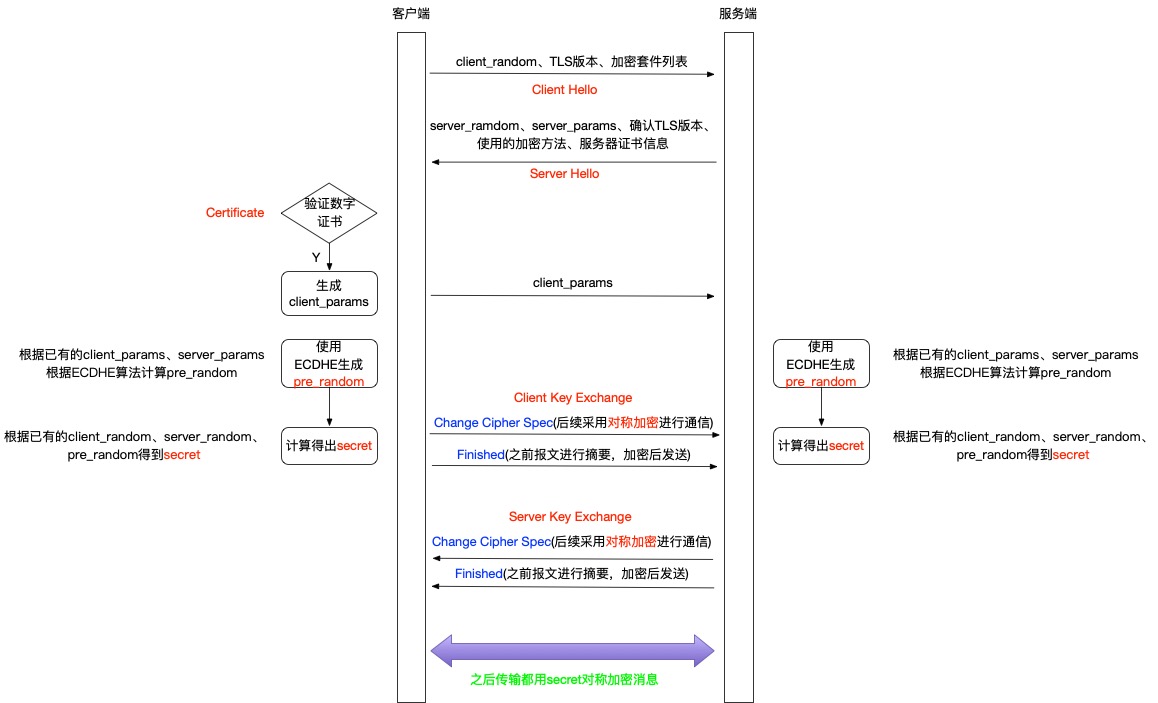 客户端
服务端
client_random、TLS版本、加密套件列表
Client Hello
server_ramdom、server_params、确认TLS版本、
使用的加密方法、服务器证书信息
Server Hello
Certificate
验证数字
证书
Y
生成
client_params
client_params
根据已有的client_params、server_params
根据ECDHE算法计算pre_random
使用
ECDHE生成
pre_random
使用
ECDHE生成
pre_random
根据已有的client_params、server_params
根据ECDHE算法计算pre_random
Client Key Exchange
Change Cipher Spec(后续采用对称加密进行通信)
根据已有的client_random、server_random、
pre_random得到secret
计算得出secret
Finished(之前报文进行摘要，加密后发送)
计算得出secret
根据已有的client_random、server_random、
pre_random得到secret
Server Key Exchange
Change Cipher Spec(后续采用对称加密进行通信)
Finished(之前报文进行摘要，加密后发送)
之后传输都用secret对称加密消息